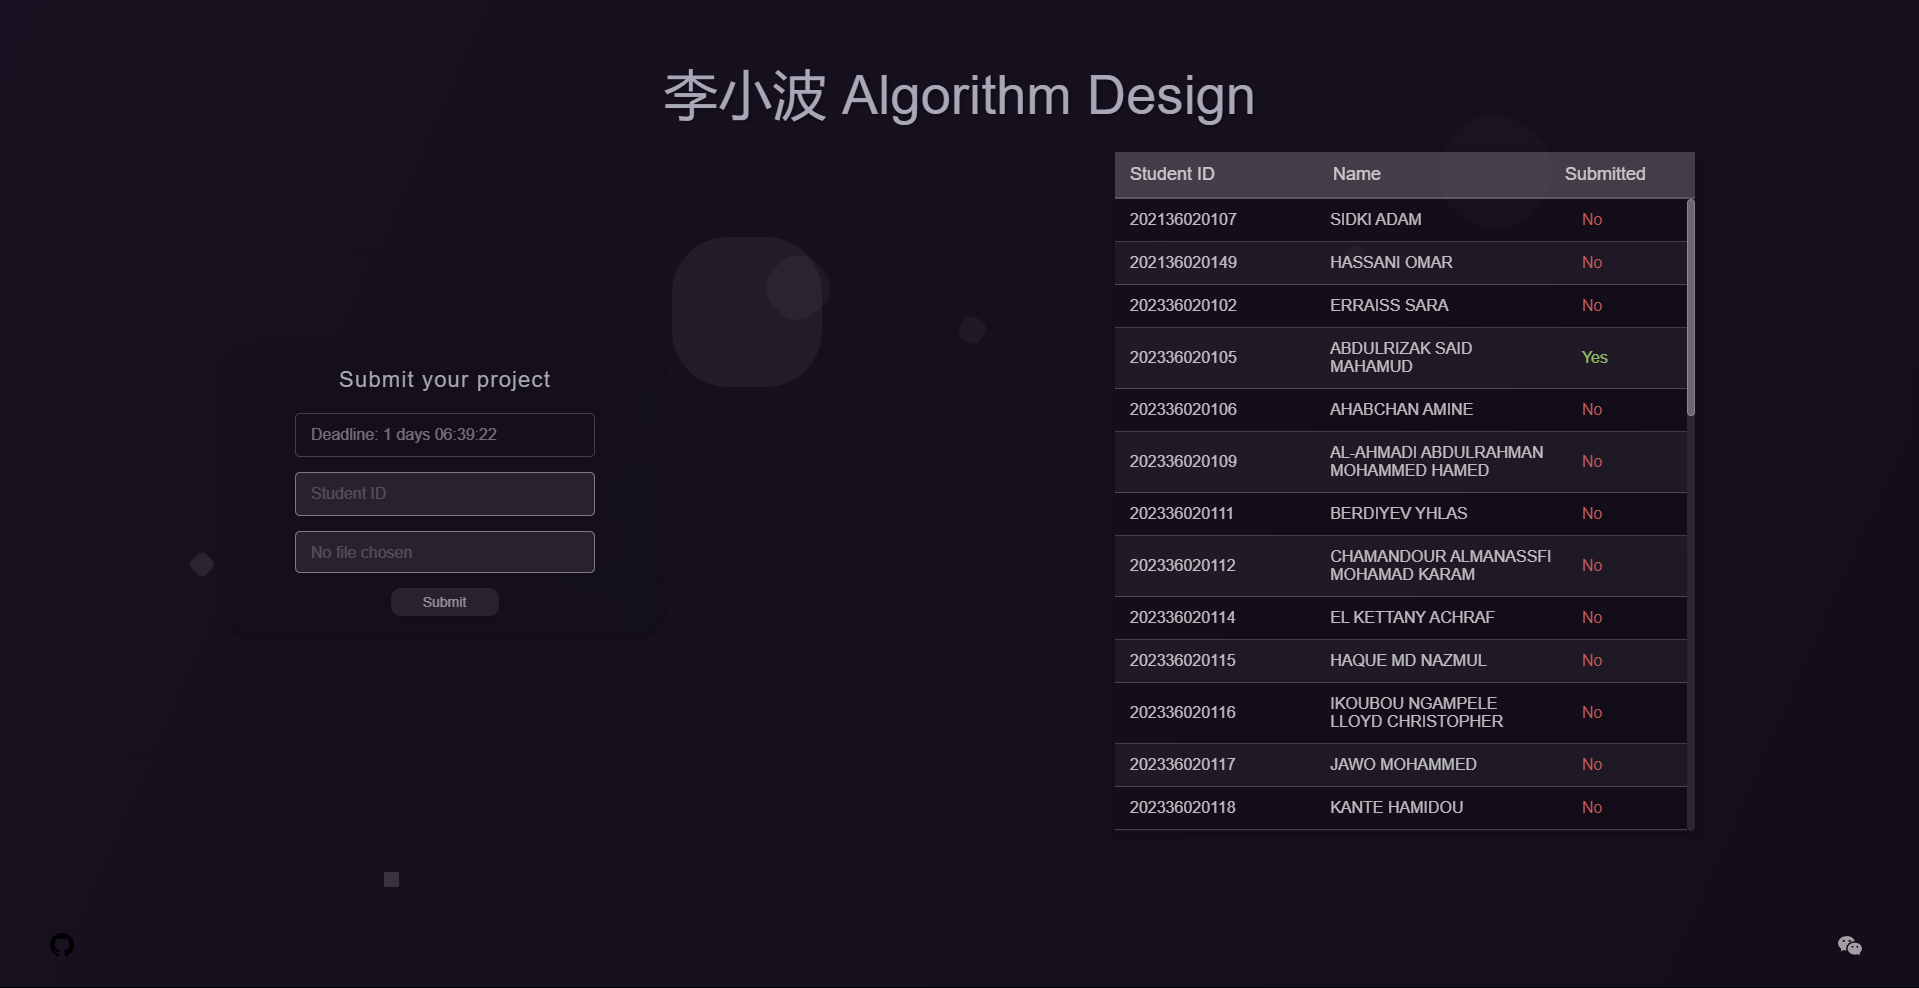 李小波 Algorithm Design
Submit your project
Deadline: 1 days 06:39:22
Student ID
No file chosen
Submit
Student ID Name Submitted
202136020107 SIDKI ADAM No
202136020149 HASSANI OMAR No
202336020102 ERRAISS SARA No
202336020105 ABDULRIZAK SAID MAHAMUD Yes
202336020106 AHABCHAN AMINE No
202336020109 AL-AHMADI ABDULRAHMAN MOHAMMED HAMED No
202336020111 BERDIYEV YHLAS No
202336020112 CHAMANDOUR ALMANASSFI MOHAMAD KARAM No
202336020114 EL KETTANY ACHRAF No
202336020115 HAQUE MD NAZMUL No
202336020116 IKOUBOU NGAMPELE LLOYD CHRISTOPHER No
202336020117 JAWO MOHAMMED No
202336020118 KANTE HAMIDOU No